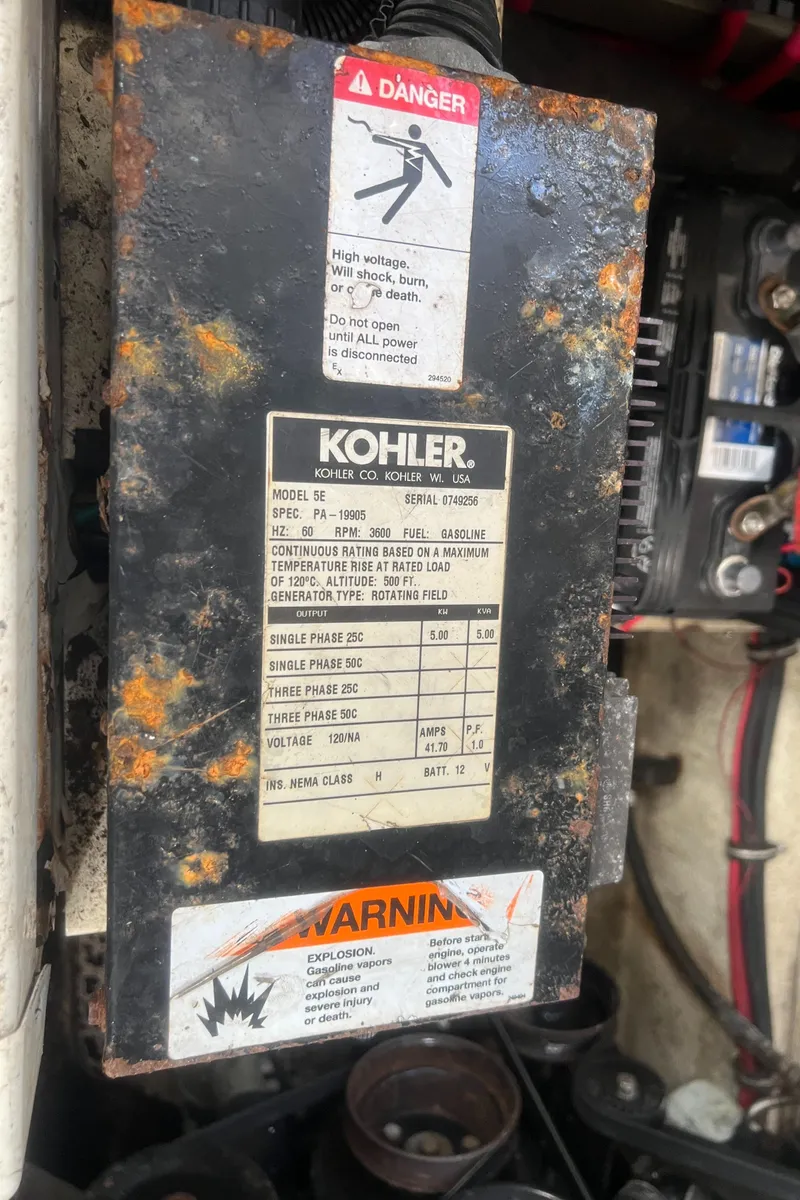 DANGER
High voltage.
Will shock, burn,
or death.
Do not open
until ALL power
is disconnected
EX 294520
KOHLER®
KOHLER CO. KOHLER WI. USA
MODEL 5E SERIAL 0749256
SPEC. PA-19905
HZ: 60 RPM: 3600 FUEL: GASOLINE
CONTINUOUS RATING BASED ON A MAXIMUM
TEMPERATURE RISE AT RATED LOAD
OF 120°C. ALTITUDE: 500 FT..
GENERATOR TYPE: ROTATING FIELD
OUTPUT KW KVA
SINGLE PHASE 25C 5.00 5.00
SINGLE PHASE 50C
THREE PHASE 25C
THREE PHASE 50C
VOLTAGE 120/NA AMPS 41.70 P.F. 1.0
INS. NEMA CLASS H BATT. 12 V
WARNING
EXPLOSION.
Gasoline vapors
can cause
explosion and
severe injury
or death.
Before start
engine, operate
blower 4 minutes
and check engine
compartment for
gasoline vapors.